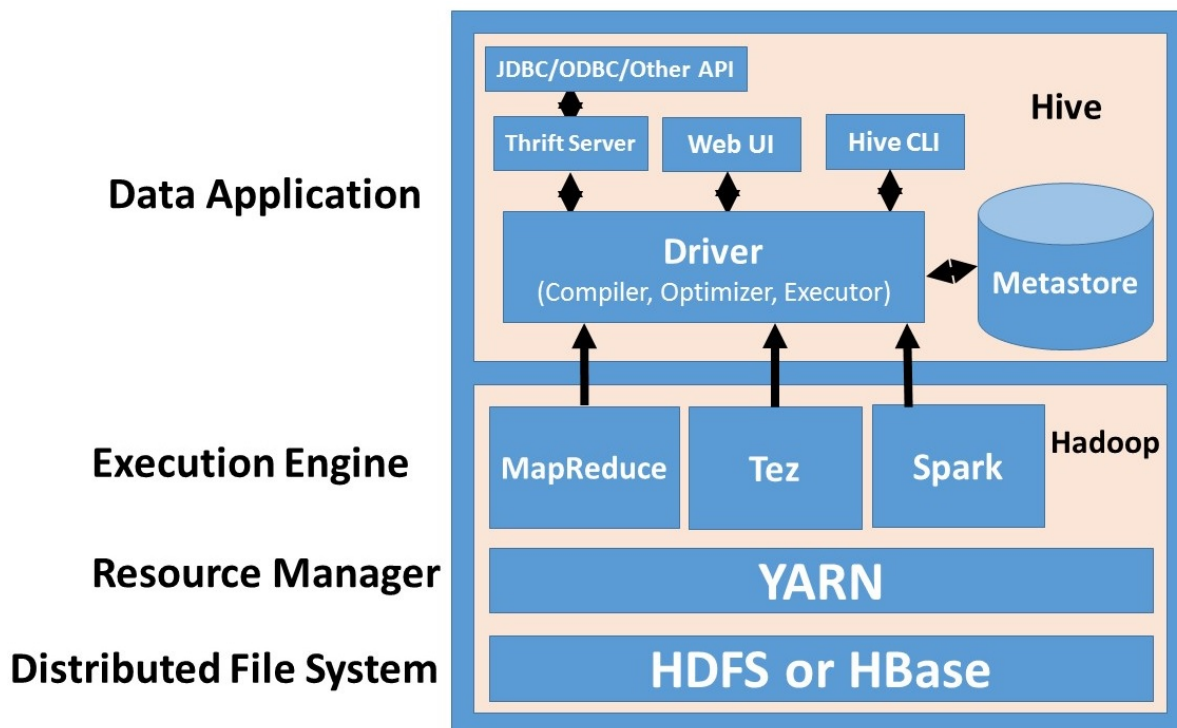 JDBC/ODBC/Other API
Hive
Thrift Server
Web UI
Hive CLI
Data Application
Driver
(Compiler, Optimizer, Executor)
Metastore
Execution Engine
MapReduce
Tez
Spark
Hadoop
Resource Manager
YARN
Distributed File System
HDFS or HBase